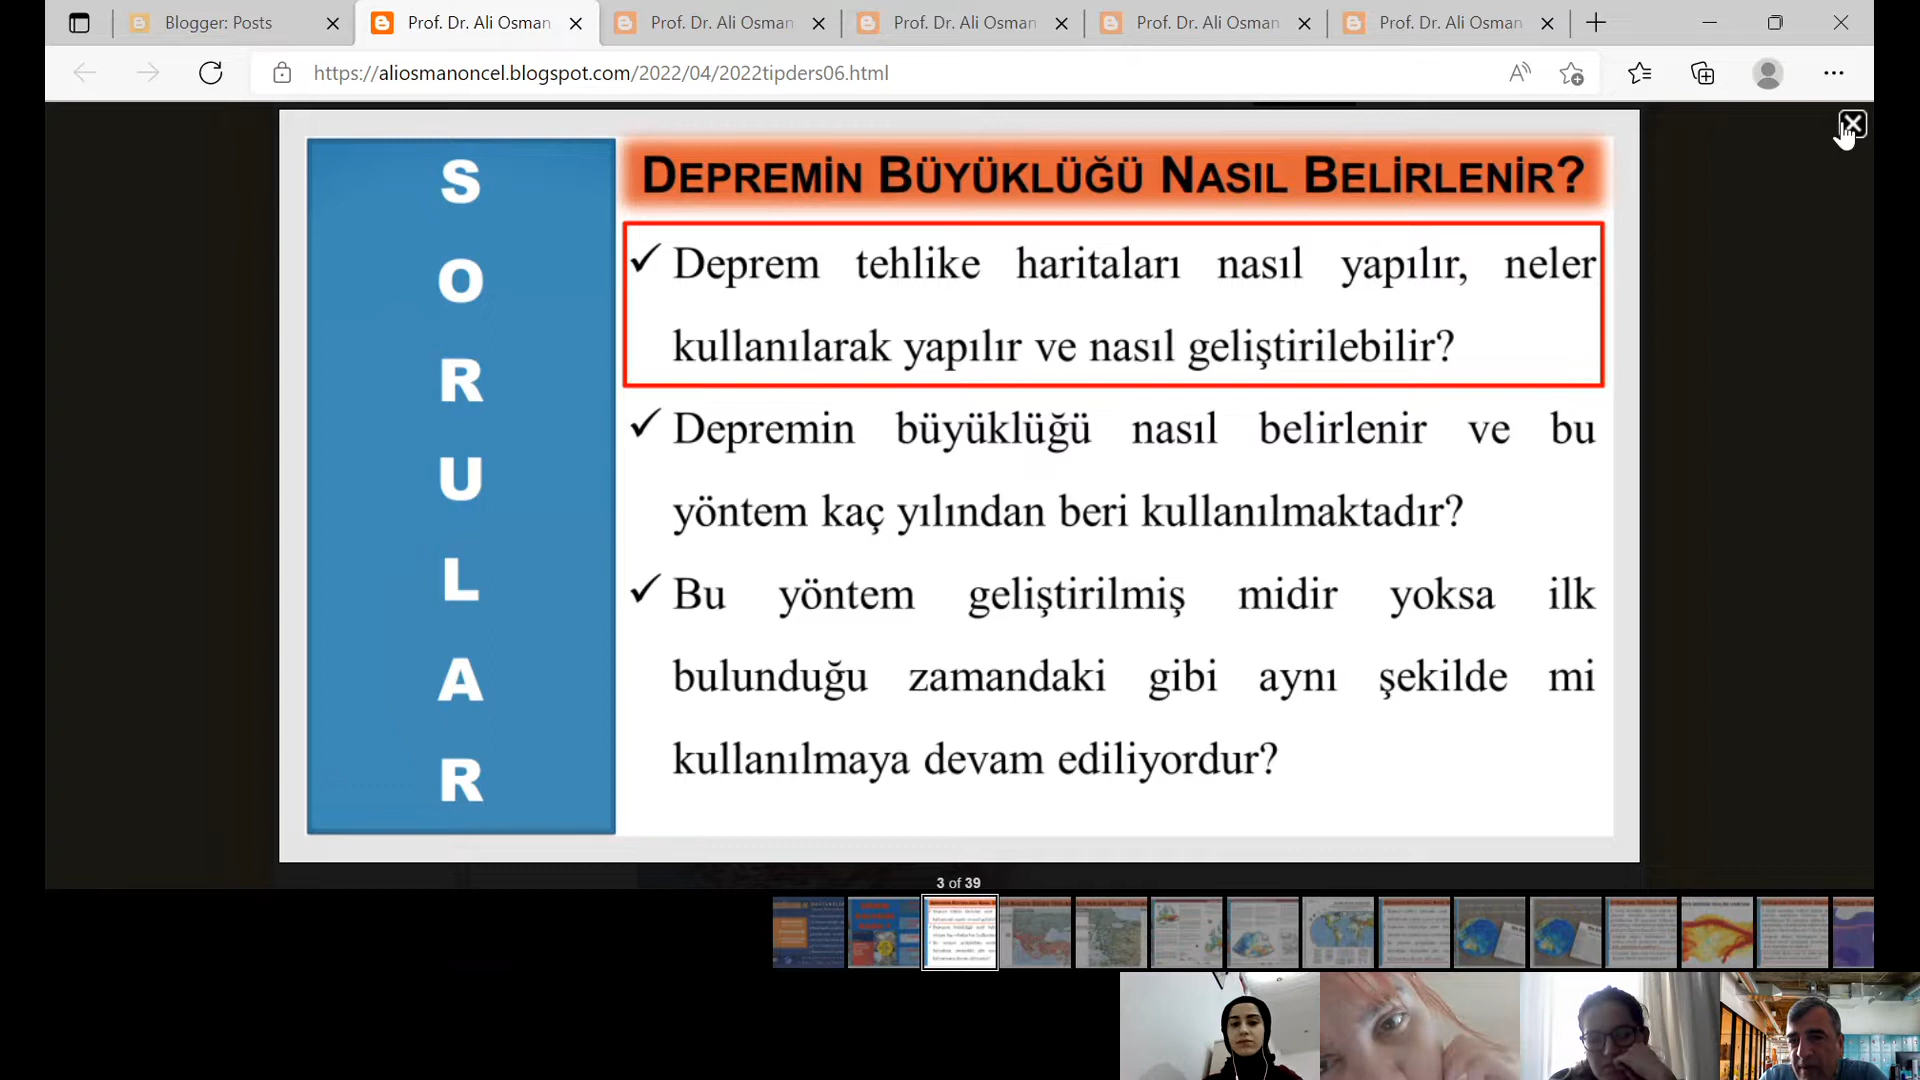 Blogger: Posts
Prof. Dr. Ali Osman
Prof. Dr. Ali Osman
Prof. Dr. Ali Osman
Prof. Dr. Ali Osman
Prof. Dr. Ali Osman
https://aliosmanoncel.blogspot.com/2022/04/2022tipders06.html
S
O
R
U
L
A
R
DEPREMİN BÜYÜKLÜĞÜ NASIL BELİRLENİR?
✓ Deprem tehlike haritaları nasıl yapılır, neler
kullanılarak yapılır ve nasıl geliştirilebilir?
✓ Depremin büyüklüğü nasıl belirlenir ve bu
yöntem kaç yılından beri kullanılmaktadır?
✓ Bu yöntem geliştirilmiş midir yoksa ilk
bulunduğu zamandaki gibi aynı şekilde mi
kullanılmaya devam ediliyordur?
3 of 39